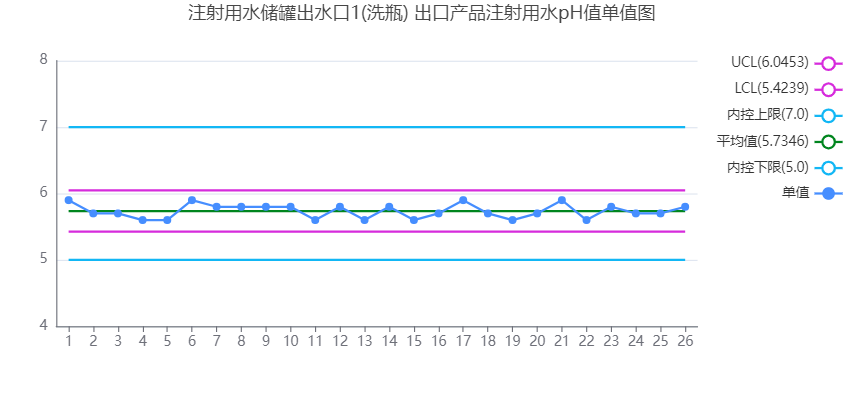 注射用水储罐出水口1(洗瓶) 出口产品注射用水pH值单值图
8
7
6
5
4
1 2 3 4 5 6 7 8 9 10 11 12 13 14 15 16 17 18 19 20 21 22 23 24 25 26
UCL(6.0453)
LCL(5.4239)
内控上限(7.0)
平均值(5.7346)
内控下限(5.0)
单值